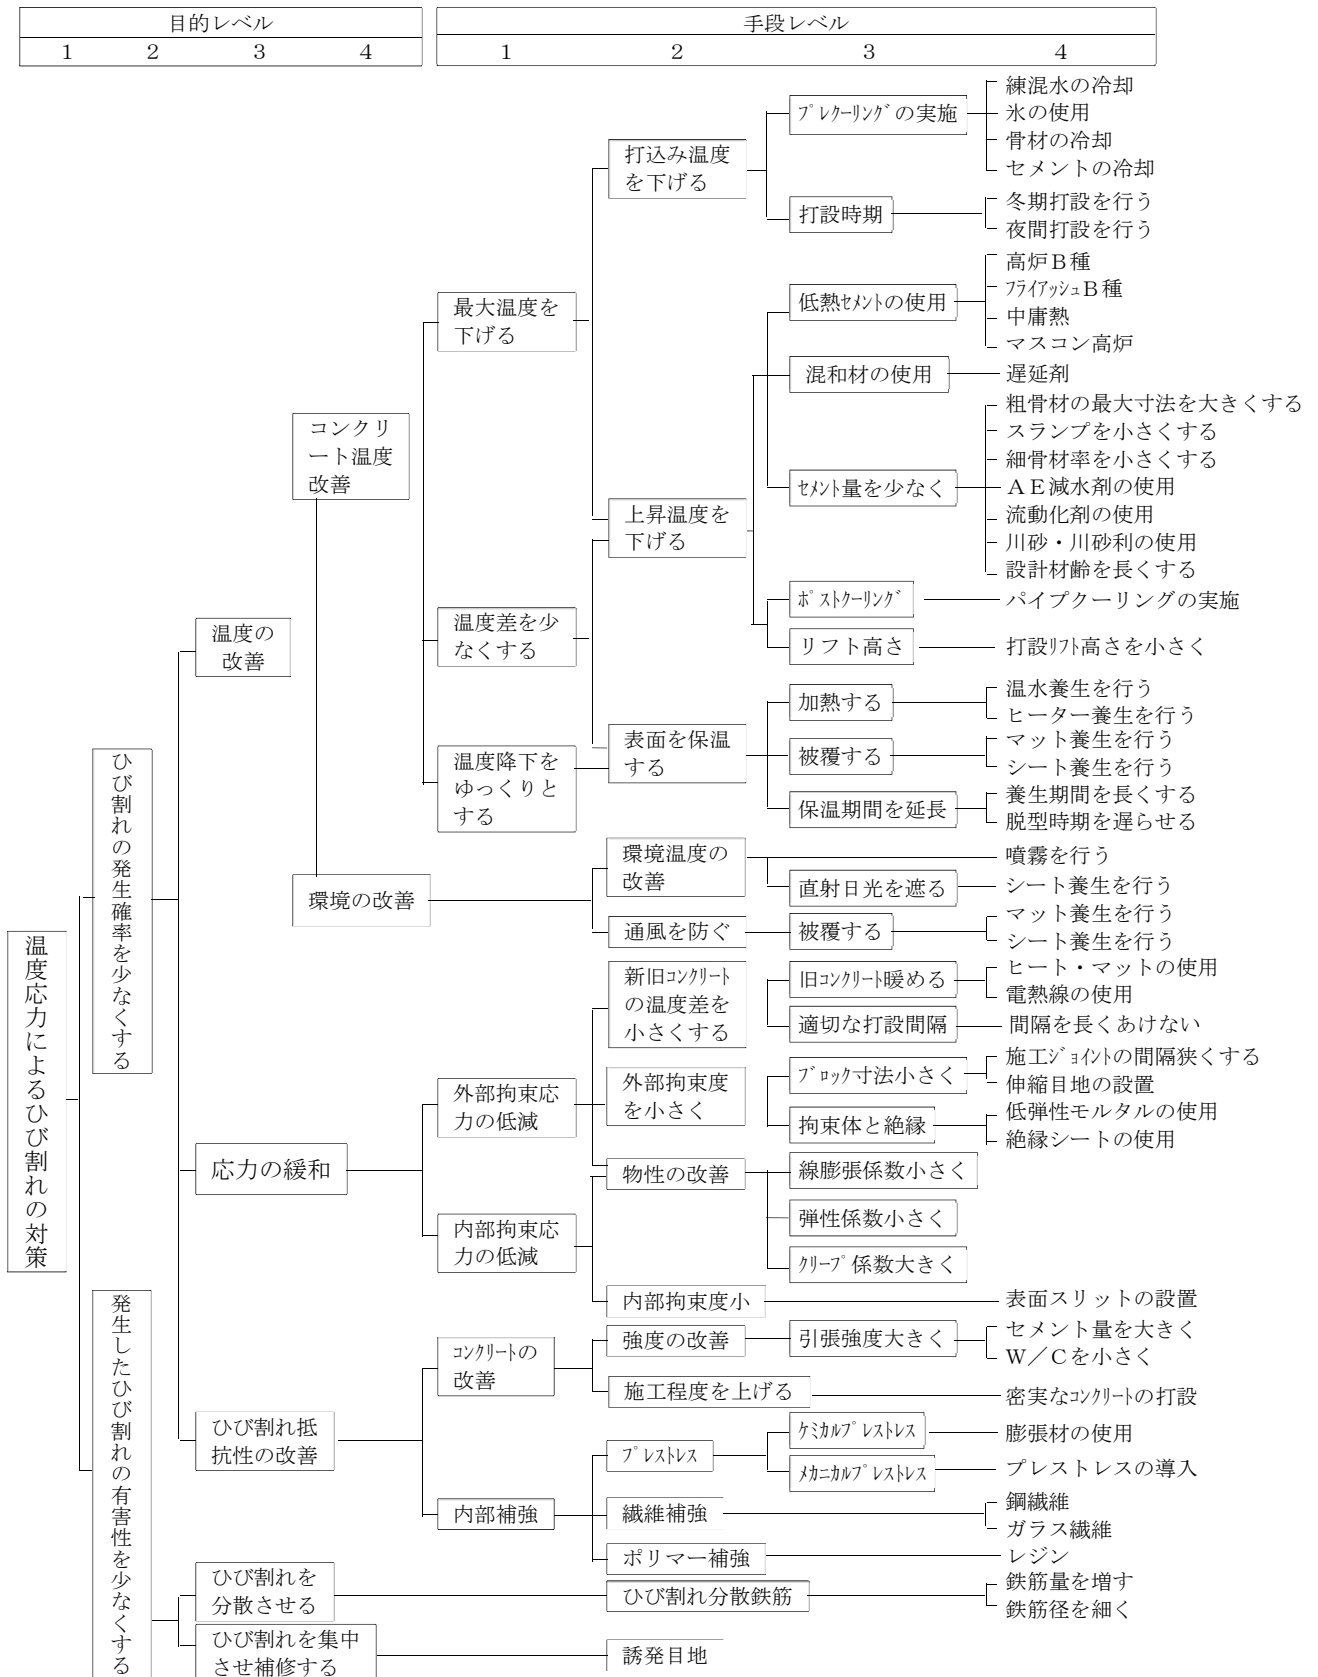 目的レベル
手段レベル
1 2 3 4
1 2 3 4
温度応力によるひび割れの対策
ひび割れの発生確率を少なくする
発生したひび割れの有害性を少なくする
温度の
改善
応力の緩和
ひび割れ抵
抗性の改善
ひび割れを
分散させる
ひび割れを集中
させ補修する
コンクリ
ート温度
改善
環境の改善
最大温度を
下げる
温度差を少
なくする
温度降下を
ゆっくりと
する
外部拘束応
力の低減
内部拘束応
力の低減
ｺﾝｸﾘｰﾄの
改善
内部補強
打込み温度
を下げる
上昇温度を
下げる
表面を保温
する
環境温度の
改善
通風を防ぐ
新旧ｺﾝｸﾘｰﾄ
の温度差を
小さくする
外部拘束度
を小さく
物性の改善
内部拘束度小
強度の改善
施工程度を上げる
ﾌﾟﾚｽﾄﾚｽ
繊維補強
ポリマー補強
ひび割れ分散鉄筋
誘発目地
ﾌﾟﾚｸｰﾘﾝｸﾞの実施
打設時期
低熱ｾﾒﾝﾄの使用
混和材の使用
ｾﾒﾝﾄ量を少なく
ﾎﾟｽﾄｸｰﾘﾝｸﾞ
リフト高さ
加熱する
被覆する
保温期間を延長
直射日光を遮る
被覆する
旧ｺﾝｸﾘｰﾄ暖める
適切な打設間隔
ﾌﾞﾛｯｸ寸法小さく
拘束体と絶縁
線膨張係数小さく
弾性係数小さく
ｸﾘｰﾌﾟ係数大きく
引張強度大きく
ｹﾐｶﾙﾌﾟﾚｽﾄﾚｽ
ﾒｶﾆｶﾙﾌﾟﾚｽﾄﾚｽ
練混水の冷却
氷の使用
骨材の冷却
セメントの冷却
冬期打設を行う
夜間打設を行う
高炉Ｂ種
ﾌﾗｲｱｯｼｭＢ種
中庸熱
マスコン高炉
遅延剤
粗骨材の最大寸法を大きくする
スランプを小さくする
細骨材率を小さくする
ＡＥ減水剤の使用
流動化剤の使用
川砂・川砂利の使用
設計材齢を長くする
パイプクーリングの実施
打設ﾘﾌﾄ高さを小さく
温水養生を行う
ヒーター養生を行う
マット養生を行う
シート養生を行う
養生期間を長くする
脱型時期を遅らせる
噴霧を行う
シート養生を行う
マット養生を行う
シート養生を行う
ヒート・マットの使用
電熱線の使用
間隔を長くあけない
施工ｼﾞｮｲﾝﾄの間隔狭くする
伸縮目地の設置
低弾性モルタルの使用
絶縁シートの使用
表面スリットの設置
セメント量を大きく
Ｗ／Ｃを小さく
密実なｺﾝｸﾘｰﾄの打設
膨張材の使用
プレストレスの導入
鋼繊維
ガラス繊維
レジン
鉄筋量を増す
鉄筋径を細く